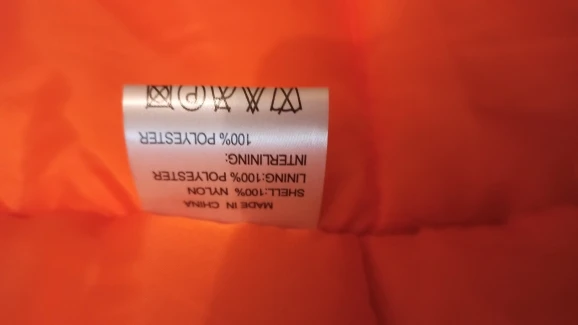 MADE IN CHINA
SHELL:100% NYLON
LINING:100% POLYESTER
INTERLINING:
100% POLYESTER